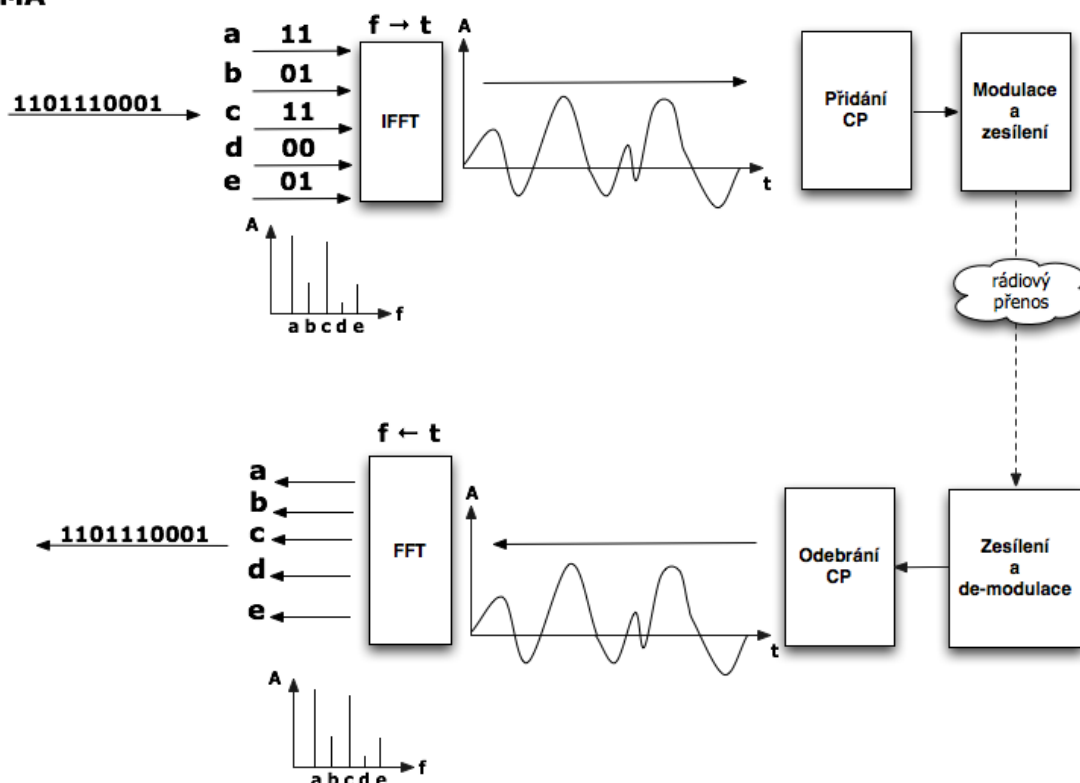 MA
1101110001
a 11
b 01
c 11
d 00
e 01
f → t
IFFT
A
t
Přidání
CP
Modulace
a
zesílení
A
f
a b c d e
rádiový
přenos
f ← t
a
b
c
d
e
1101110001
FFT
A
t
Odebrání
CP
Zesílení
a
de-modulace
A
f
a b c d e